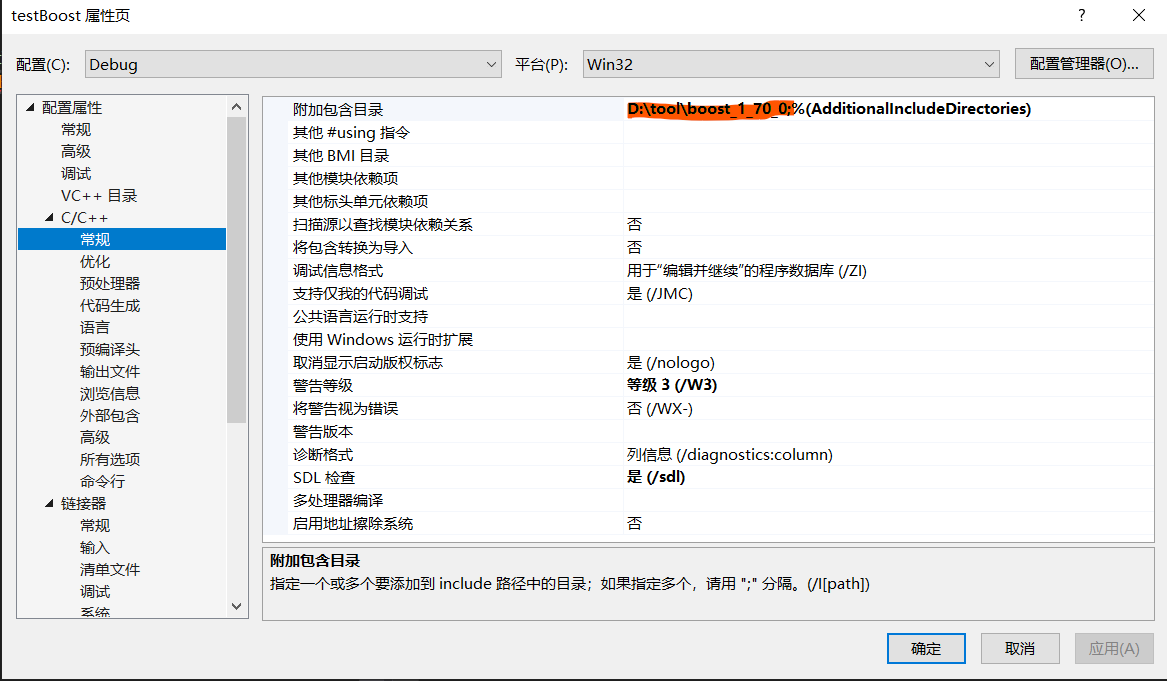 testBoost 属性页
配置(C): Debug 平台(P): Win32 配置管理器(O)...
配置属性
常规
高级
调试
VC++ 目录
C/C++
常规
优化
预处理器
代码生成
语言
预编译头
输出文件
浏览信息
外部包含
高级
所有选项
命令行
链接器
常规
输入
清单文件
调试
系统
附加包含目录 D:\tool\boost_1_70_0;%(AdditionalIncludeDirectories)
其他 #using 指令
其他 BMI 目录
其他模块依赖项
其他标头单元依赖项
扫描源以查找模块依赖关系 否
将包含转换为导入 否
调试信息格式 用于“编辑并继续”的程序数据库 (/ZI)
支持仅我的代码调试 是 (/JMC)
公共语言运行时支持
使用 Windows 运行时扩展
取消显示启动版权标志 是 (/nologo)
警告等级 等级 3 (/W3)
将警告视为错误 否 (/WX-)
警告版本
诊断格式 列信息 (/diagnostics:column)
SDL 检查 是 (/sdl)
多处理器编译
启用地址擦除系统 否
附加包含目录
指定一个或多个要添加到 include 路径中的目录；如果指定多个，请用 ";" 分隔。(/I[path])
确定 取消 应用(A)